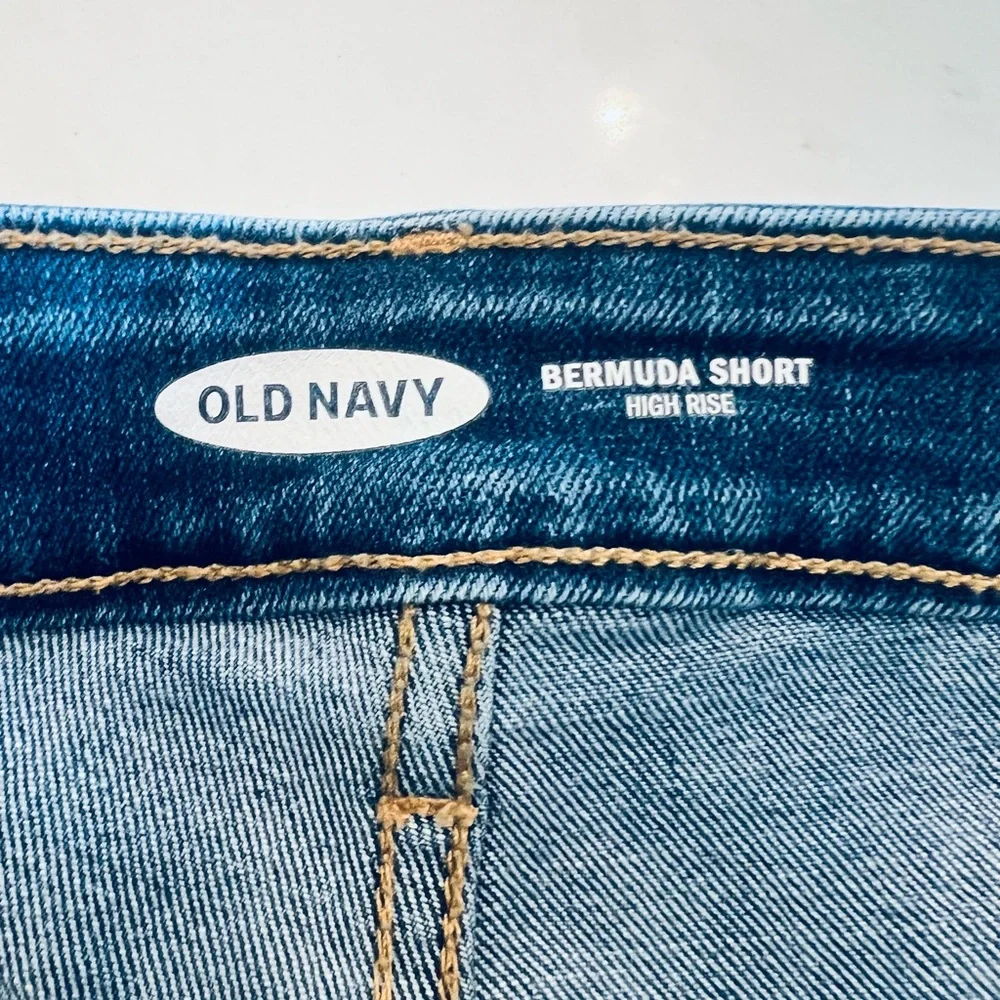 OLD NAVY
BERMUDA SHORT
HIGH RISE